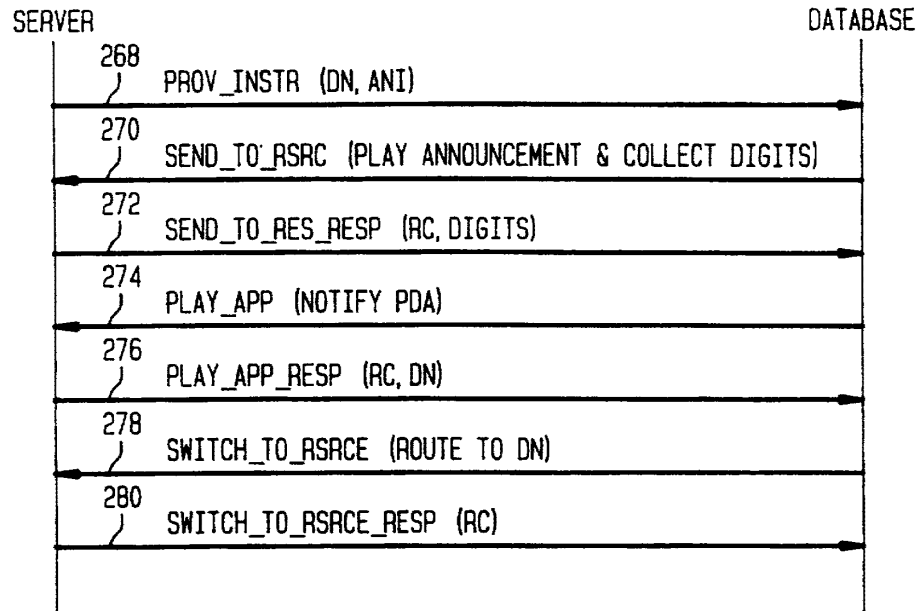 SERVER DATABASE
268
PROV_INSTR (DN, ANI)
270
SEND_TO_RSRC (PLAY ANNOUNCEMENT & COLLECT DIGITS)
272
SEND_TO_RES_RESP (RC, DIGITS)
274
PLAY_APP (NOTIFY PDA)
276
PLAY_APP_RESP (RC, DN)
278
SWITCH_TO_RSRCE (ROUTE TO DN)
280
SWITCH_TO_RSRCE_RESP (RC)